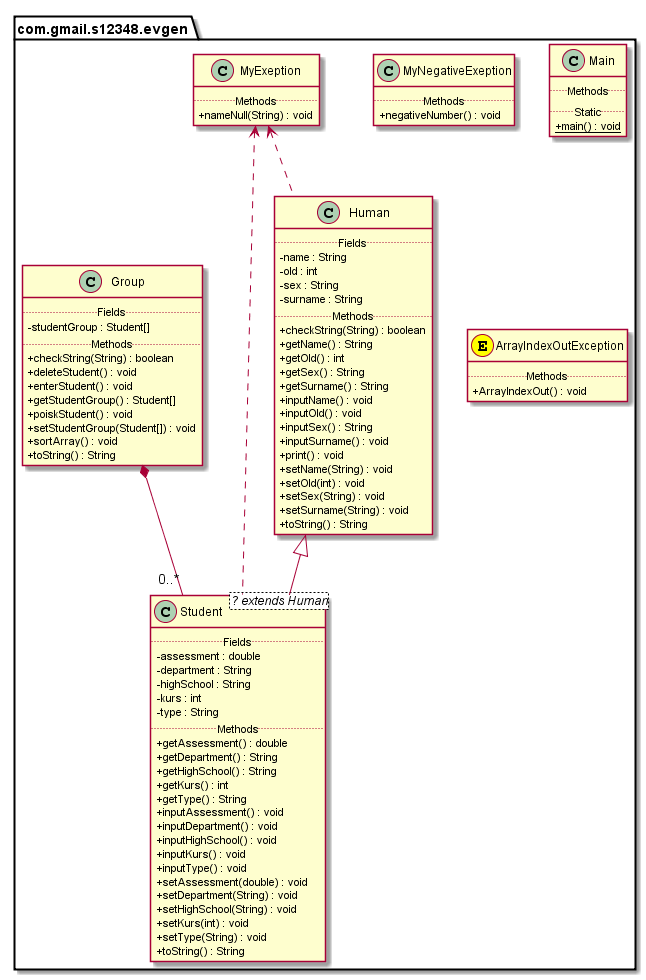 com.gmail.s12348.evgen
C MyExeption
Methods
+nameNull(String) : void
C MyNegativeExeption
Methods
+negativeNumber() : void
C Main
Methods
Static
+main() : void
C Human
Fields
-name : String
-old : int
-sex : String
-surname : String
Methods
+checkString(String) : boolean
+getName() : String
+getOld() : int
+getSex() : String
+getSurname() : String
+inputName() : void
+inputOld() : void
+inputSex() : String
+inputSurname() : void
+print() : void
+setName(String) : void
+setOld(int) : void
+setSex(String) : void
+setSurname(String) : void
+toString() : String
C Group
Fields
-studentGroup : Student[]
Methods
+checkString(String) : boolean
+deleteStudent() : void
+enterStudent() : void
+getStudentGroup() : Student[]
+poiskStudent() : void
+setStudentGroup(Student[]) : void
+sortArray() : void
+toString() : String
E ArrayIndexOutException
Methods
+ArrayIndexOut() : void
0..*
? extends Human
C Student
Fields
-assessment : double
-department : String
-highSchool : String
-kurs : int
-type : String
Methods
+getAssessment() : double
+getDepartment() : String
+getHighSchool() : String
+getKurs() : int
+getType() : String
+inputAssessment() : void
+inputDepartment() : void
+inputHighSchool() : void
+inputKurs() : void
+inputType() : void
+setAssessment(double) : void
+setDepartment(String) : void
+setHighSchool(String) : void
+setKurs(int) : void
+setType(String) : void
+toString() : String